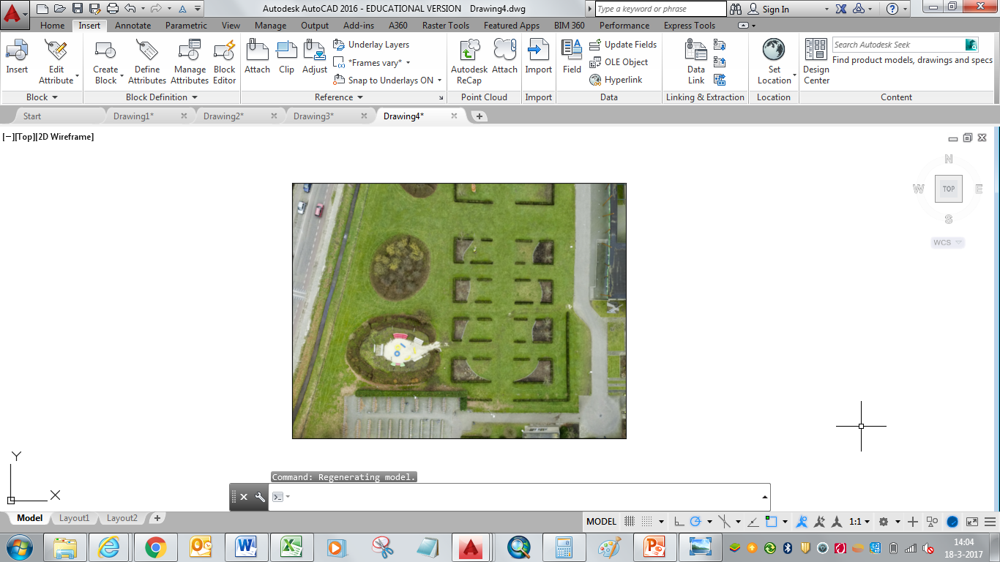 Autodesk AutoCAD 2016 - EDUCATIONAL VERSION Drawing4.dwg
Type a keyword or phrase
Sign In
Home Insert Annotate Parametric View Manage Output Add-ins A360 Raster Tools Featured Apps BIM 360 Performance Express Tools
Insert
Edit
Attribute
Create
Block
Define
Attributes
Manage
Attributes
Block
Editor
Attach
Clip
Adjust
Underlay Layers
*Frames vary*
Snap to Underlays ON
Autodesk
ReCap
Attach
Import
Field
Update Fields
OLE Object
Hyperlink
Data
Link
Set
Location
Design
Center
Search Autodesk Seek
Find product models, drawings and specs
Block
Block Definition
Reference
Point Cloud
Import
Data
Linking & Extraction
Location
Content
Start
Drawing1*
Drawing2*
Drawing3*
Drawing4*
[−][Top][2D Wireframe]
N
W TOP E
S
WCS
Y
X
Command: Regenerating model.
Model Layout1 Layout2
MODEL
1:1
14:04
18-3-2017